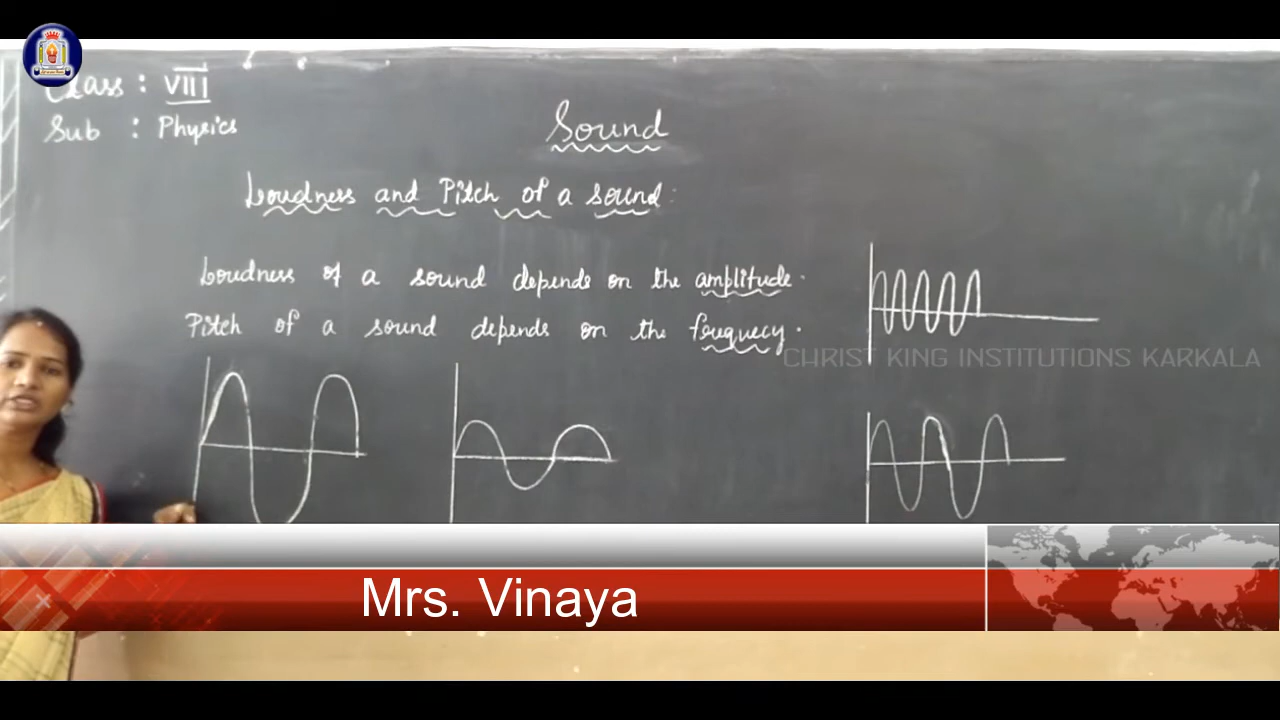 Class : VIII
Sub : Physics
Sound
Loudness and Pitch of a sound:
Loudness of a sound depends on the amplitude.
Pitch of a sound depends on the frequecy.
CHRIST KING INSTITUTIONS KARKALA
Mrs. Vinaya